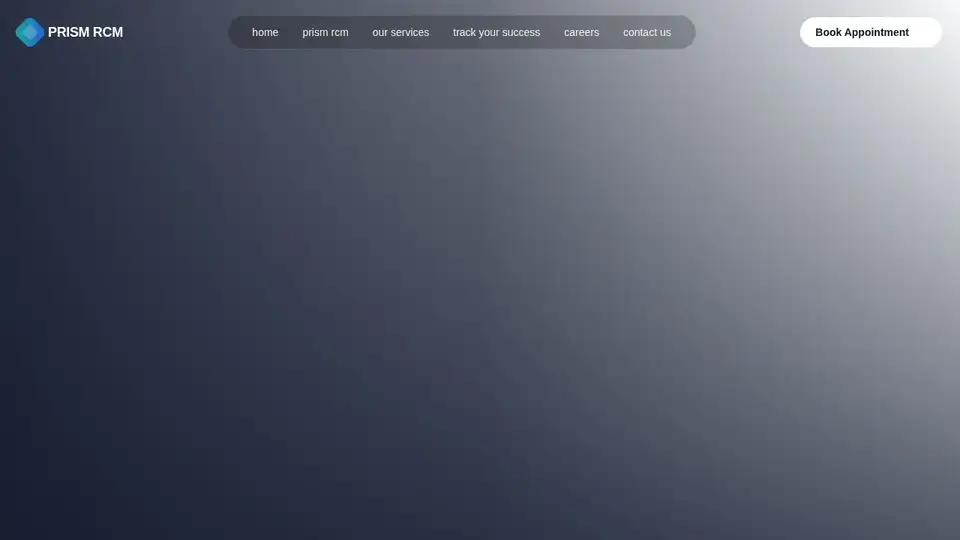 PRISM RCM
home
prism rcm
our services
track your success
careers
contact us
Book Appointment